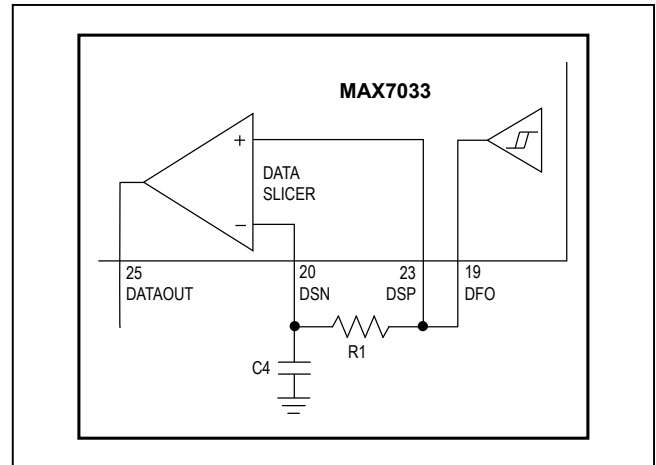 MAX7033
+
DATA
SLICER
−
25
DATAOUT
20
DSN
23
DSP
19
DFO
R1
C4